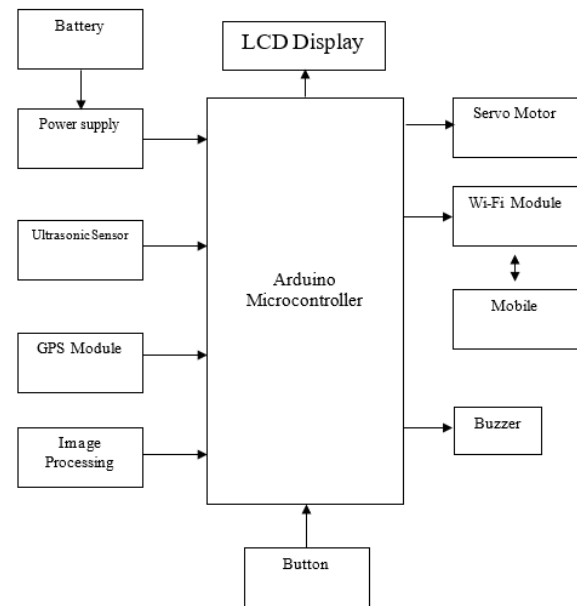 Battery
LCD Display
Power supply
Servo Motor
Ultrasonic Sensor
Wi-Fi Module
Arduino
Microcontroller
Mobile
GPS Module
Image
Processing
Buzzer
Button